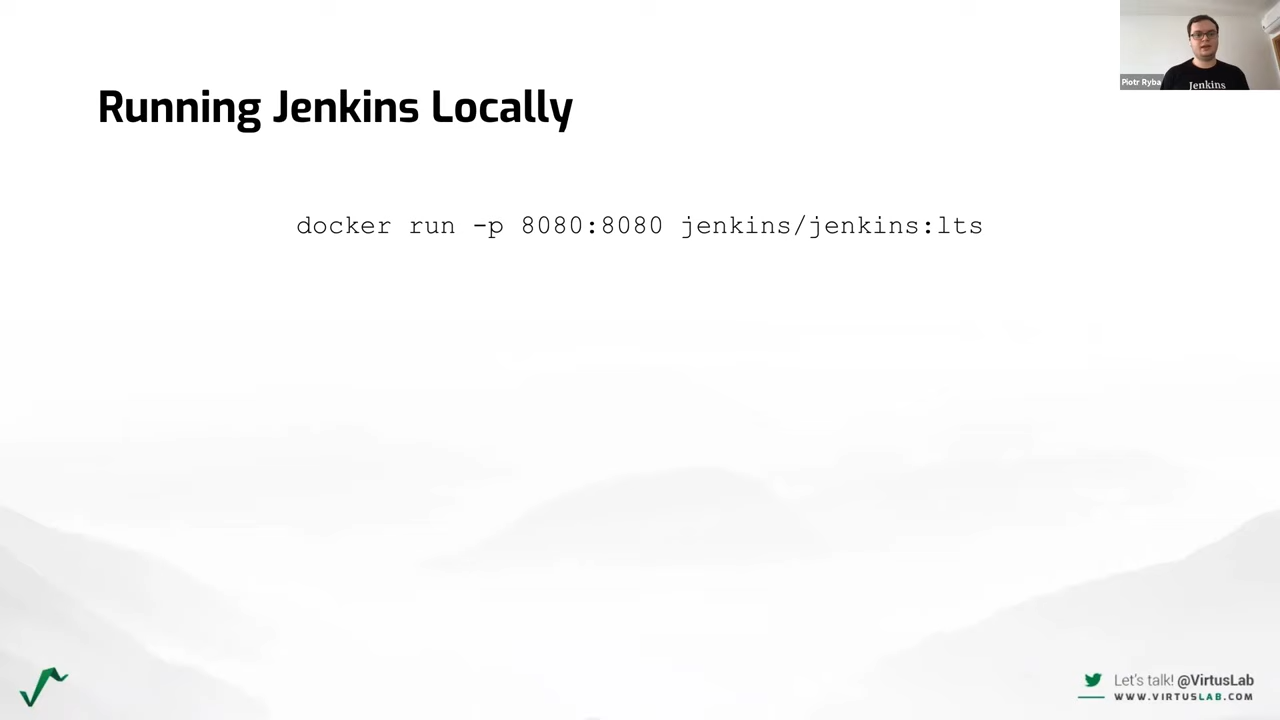 Piotr Ryba
Jenkins
Running Jenkins Locally
docker run -p 8080:8080 jenkins/jenkins:lts
Let's talk! @VirtusLab
WWW.VIRTUSLAB.COM